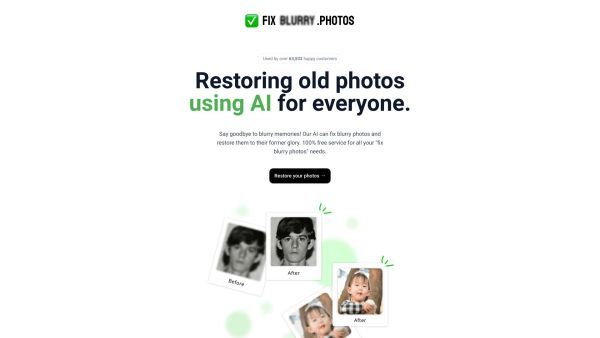 FIX BLURRY .PHOTOS
Used by over 63,532 happy customers
Restoring old photos
using AI for everyone.
Say goodbye to blurry memories! Our AI can fix blurry photos and
restore them to their former glory. 100% free service for all your "fix
blurry photos" needs.
Restore your photos →
Before
After
After